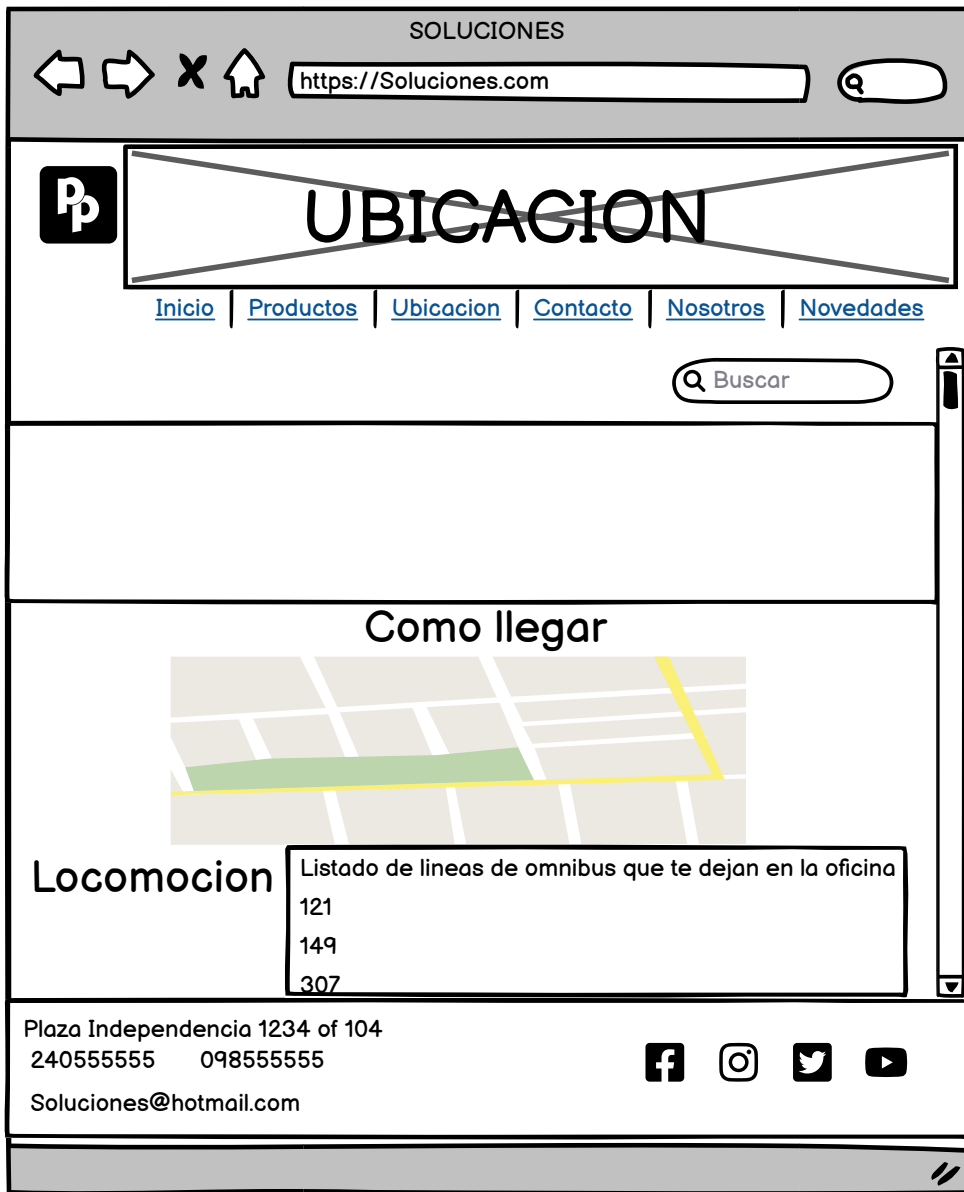 SOLUCIONES
https://Soluciones.com
Pp
UBICACION
Inicio Productos Ubicacion Contacto Nosotros Novedades
Buscar
Como llegar
Locomocion
Listado de lineas de omnibus que te dejan en la oficina
121
149
307
Plaza Independencia 1234 of 104
240555555 098555555
Soluciones@hotmail.com